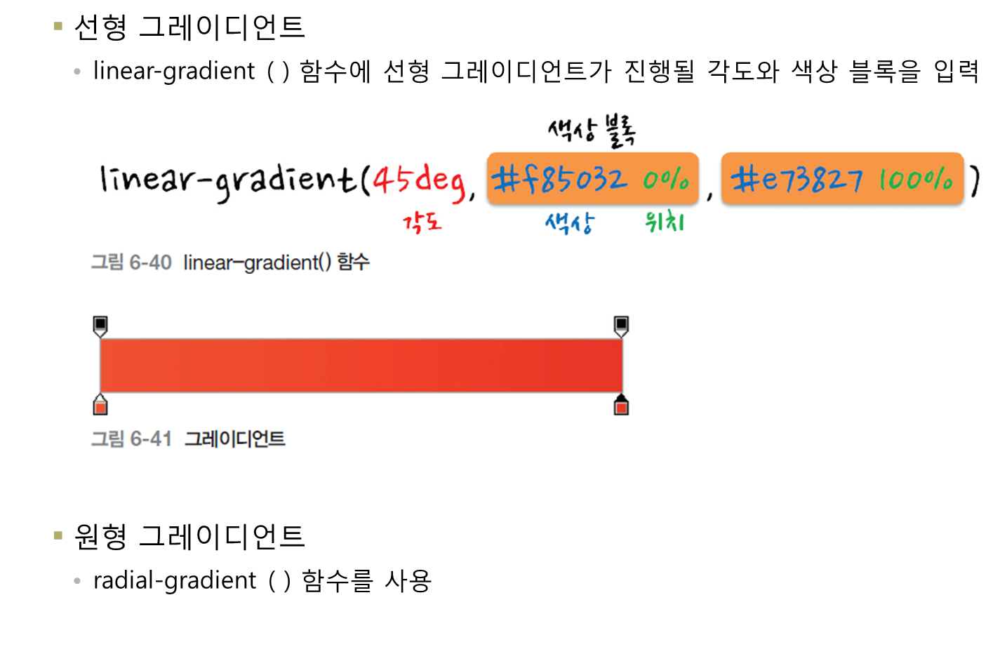 선형 그레이디언트
linear-gradient ( ) 함수에 선형 그레이디언트가 진행될 각도와 색상 블록을 입력
색상 블록
linear-gradient(45deg, #f85032 0%, #e73827 100%)
각도 색상 위치
그림 6-40 linear-gradient() 함수
그림 6-41 그레이디언트
원형 그레이디언트
radial-gradient ( ) 함수를 사용